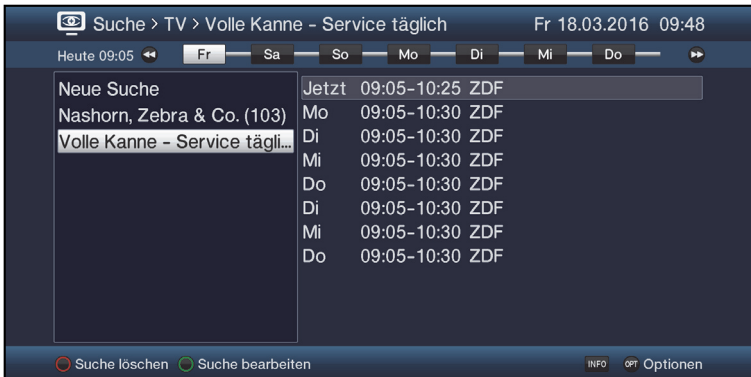 Suche > TV > Volle Kanne - Service täglich Fr 18.03.2016 09:48
Heute 09:05 Fr Sa So Mo Di Mi Do
Neue Suche
Nashorn, Zebra & Co. (103)
Volle Kanne - Service tägli...
Jetzt 09:05-10:25 ZDF
Mo 09:05-10:30 ZDF
Di 09:05-10:30 ZDF
Mi 09:05-10:30 ZDF
Do 09:05-10:30 ZDF
Di 09:05-10:30 ZDF
Mi 09:05-10:30 ZDF
Do 09:05-10:30 ZDF
Suche löschen Suche bearbeiten INFO OPT Optionen